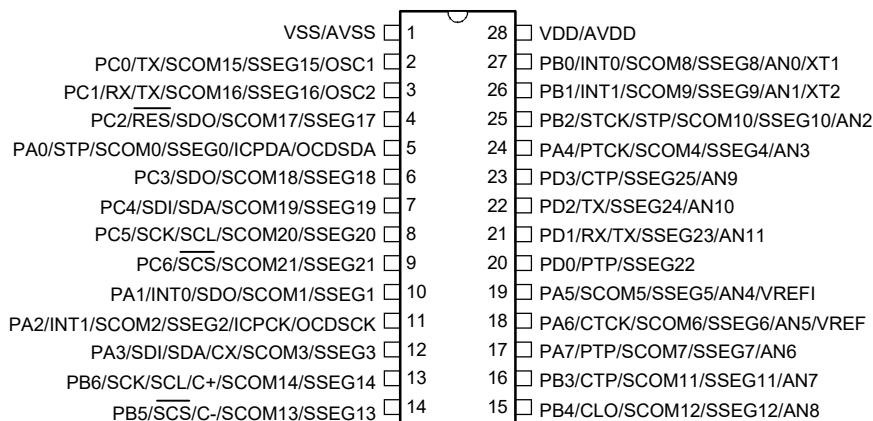 VSS/AVSS 1 28 VDD/AVDD
PC0/TX/SCOM15/SSEG15/OSC1 2 27 PB0/INT0/SCOM8/SSEG8/AN0/XT1
PC1/RX/TX/SCOM16/SSEG16/OSC2 3 26 PB1/INT1/SCOM9/SSEG9/AN1/XT2
PC2/RES/SDO/SCOM17/SSEG17 4 25 PB2/STCK/STP/SCOM10/SSEG10/AN2
PA0/STP/SCOM0/SSEG0/ICPDA/OCDSDA 5 24 PA4/PTCK/SCOM4/SSEG4/AN3
PC3/SDO/SCOM18/SSEG18 6 23 PD3/CTP/SSEG25/AN9
PC4/SDI/SDA/SCOM19/SSEG19 7 22 PD2/TX/SSEG24/AN10
PC5/SCK/SCL/SCOM20/SSEG20 8 21 PD1/RX/TX/SSEG23/AN11
PC6/SCS/SCOM21/SSEG21 9 20 PD0/PTP/SSEG22
PA1/INT0/SDO/SCOM1/SSEG1 10 19 PA5/SCOM5/SSEG5/AN4/VREFI
PA2/INT1/SCOM2/SSEG2/ICPCK/OCDSCK 11 18 PA6/CTCK/SCOM6/SSEG6/AN5/VREF
PA3/SDI/SDA/CX/SCOM3/SSEG3 12 17 PA7/PTP/SCOM7/SSEG7/AN6
PB6/SCK/SCL/C+/SCOM14/SSEG14 13 16 PB3/CTP/SCOM11/SSEG11/AN7
PB5/SCS/C-/SCOM13/SSEG13 14 15 PB4/CLO/SCOM12/SSEG12/AN8